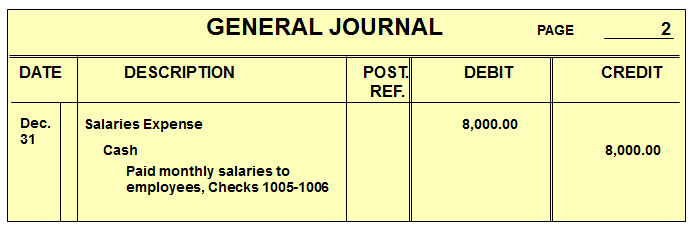 GENERAL JOURNAL PAGE 2
DATE DESCRIPTION POST. REF. DEBIT CREDIT
Dec. 31 Salaries Expense 8,000.00
Cash 8,000.00
Paid monthly salaries to
employees, Checks 1005-1006